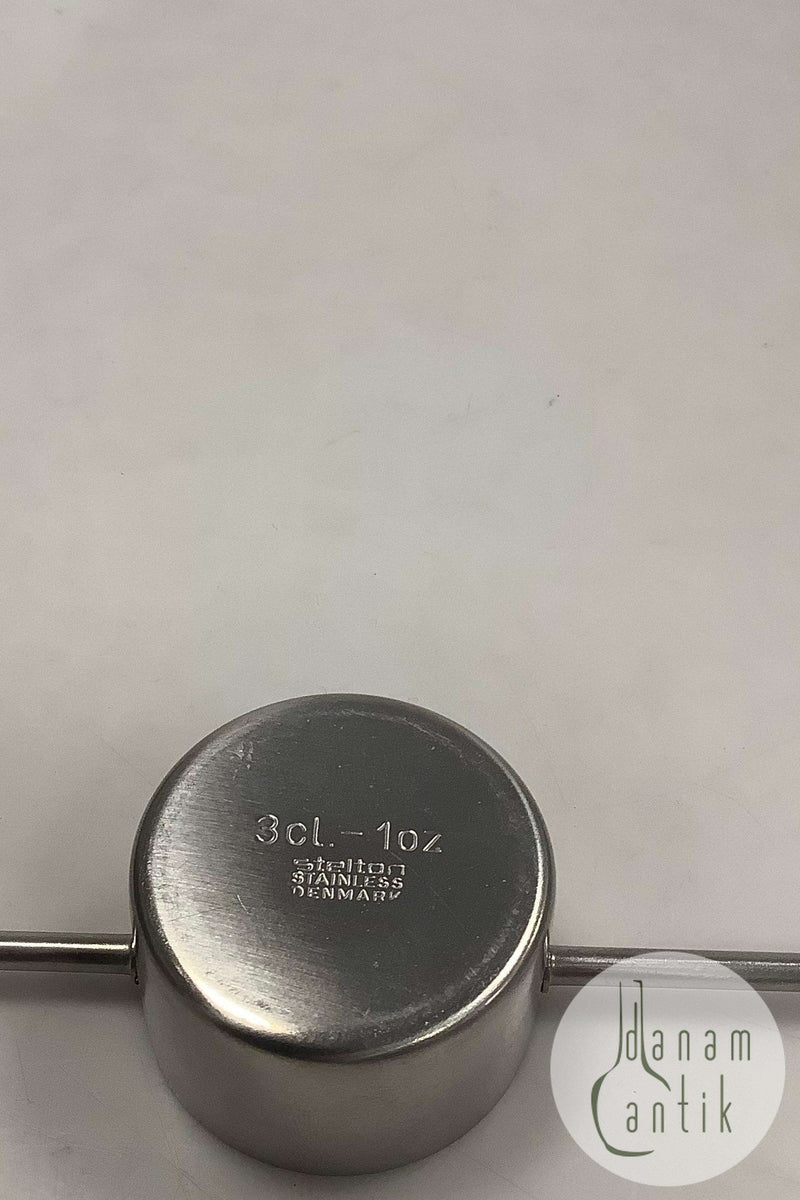 3cl. - 1oz
stelton
STAINLESS
DENMARK
danam
antik